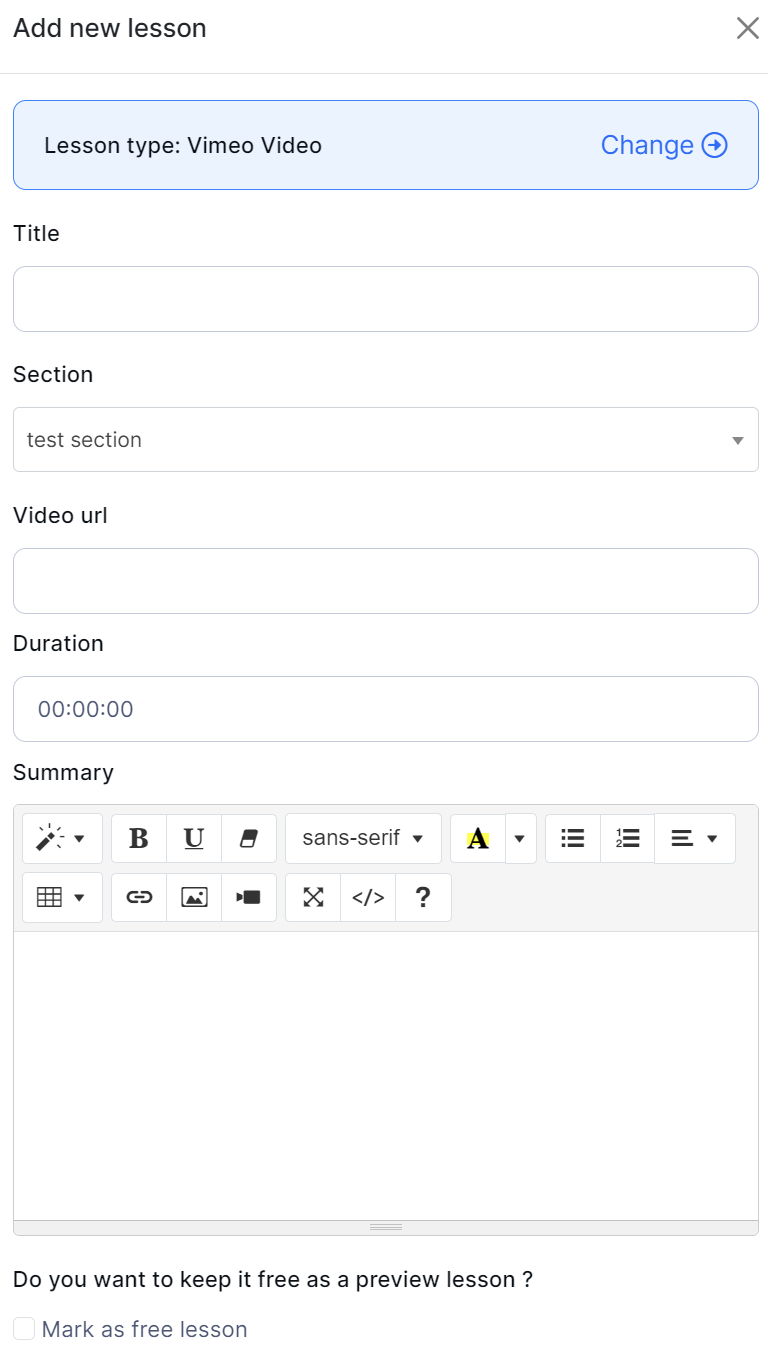 Add new lesson
Lesson type: Vimeo Video Change
Title
Section
test section
Video url
Duration
00:00:00
Summary
B U sans-serif A
</> ?
Do you want to keep it free as a preview lesson ?
Mark as free lesson